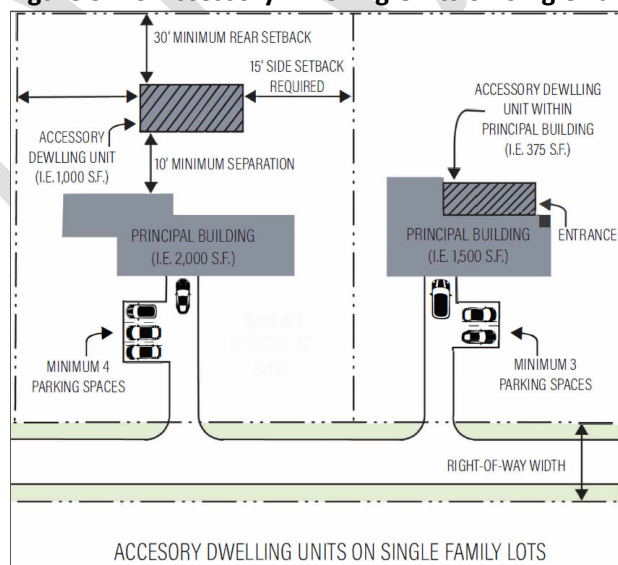 30' MINIMUM REAR SETBACK
15' SIDE SETBACK
REQUIRED
ACCESSORY
DEWLLING UNIT
(I.E. 1,000 S.F.)
10' MINIMUM SEPARATION
PRINCIPAL BUILDING
(I.E. 2,000 S.F.)
MINIMUM 4
PARKING SPACES
ACCESSORY DEWLLING
UNIT WITHIN
PRINCIPAL BUILDING
(I.E. 375 S.F.)
PRINCIPAL BUILDING
(I.E. 1,500 S.F.)
ENTRANCE
MINIMUM 3
PARKING SPACES
RIGHT-OF-WAY WIDTH
ACCESORY DWELLING UNITS ON SINGLE FAMILY LOTS